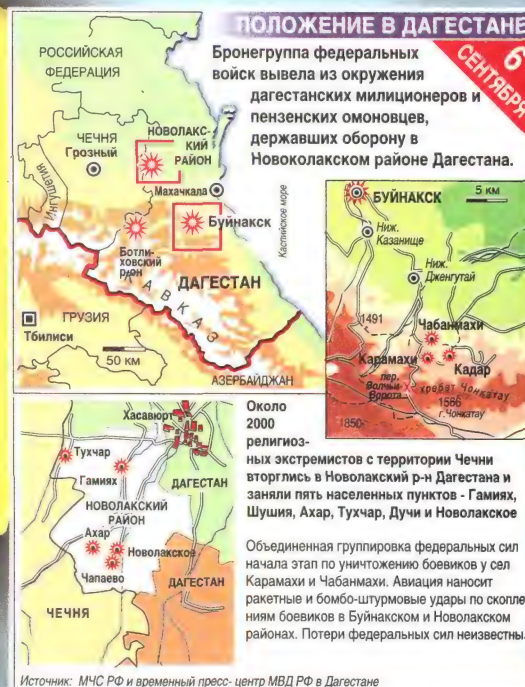 ПОЛОЖЕНИЕ В ДАГЕСТАНЕ
6
СЕНТЯБРЯ
Бронегруппа федеральных
войск вывела из окружения
дагестанских милиционеров и
пензенских омоновцев,
державших оборону в
Новоколакском районе Дагестана.
РОССИЙСКАЯ
ФЕДЕРАЦИЯ
ЧЕЧНЯ
Грозный
Ингушетия
НОВОЛАКС-
КИЙ
РАЙОН
Махачкала
Буйнакск
Каспийское море
Ботли-
ховский
р-он
ДАГЕСТАН
КАВКАЗ
ГРУЗИЯ
Тбилиси
50 км
АЗЕРБАЙДЖАН
БУЙНАКСК
5 км
Ниж.
Казанище
Ниж.
Дженгутай
1491
Чабанмахи
Карамахи
Кадар
пер.
Волчьи
Ворота
хребет Чонкатау
1566
г.Чонкатау
1850
Хасавюрт
Тухчар
Гамиях
ДАГЕСТАН
НОВОЛАКСКИЙ
РАЙОН
Ахар
Новолакское
Чапаево
ДАГЕСТАН
ЧЕЧНЯ
Около
2000
религиоз-
ных экстремистов с территории Чечни
вторглись в Новолакский р-н Дагестана и
заняли пять населенных пунктов - Гамиях,
Шушия, Ахар, Тухчар, Дучи и Новолакское
Объединенная группировка федеральных сил
начала этап по уничтожению боевиков у сел
Карамахи и Чабанмахи. Авиация наносит
ракетные и бомбо-штурмовые удары по скопле
ниям боевиков в Буйнакском и Новолакском
районах. Потери федеральных сил неизвестны.
Источник: МЧС РФ и временный пресс- центр МВД РФ в Дагестане